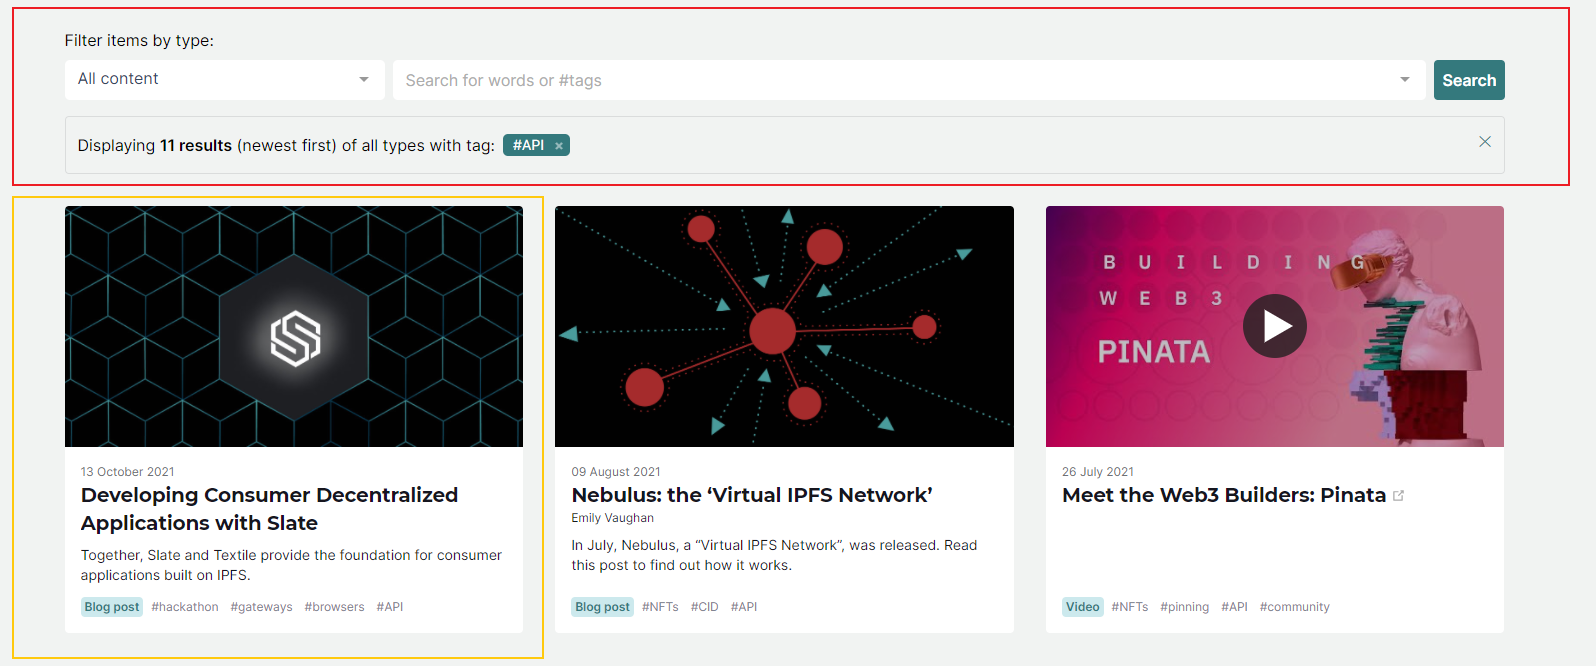 Filter items by type:
All content
Search for words or #tags
Search
Displaying 11 results (newest first) of all types with tag: #API ×
13 October 2021
Developing Consumer Decentralized
Applications with Slate
Together, Slate and Textile provide the foundation for consumer
applications built on IPFS.
Blog post #hackathon #gateways #browsers #API
09 August 2021
Nebulus: the ‘Virtual IPFS Network’
Emily Vaughan
In July, Nebulus, a “Virtual IPFS Network”, was released. Read
this post to find out how it works.
Blog post #NFTs #CID #API
BUILDING
WEB3
PINATA
26 July 2021
Meet the Web3 Builders: Pinata
Video #NFTs #pinning #API #community